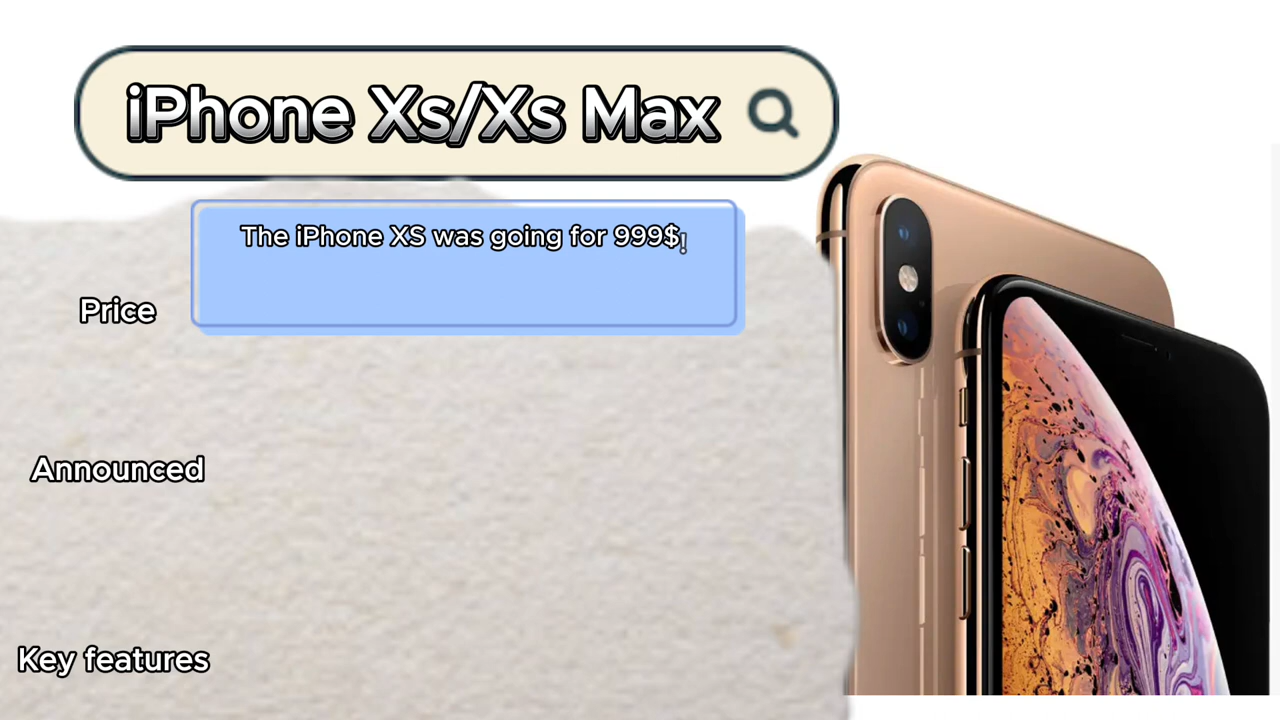 iPhone Xs/Xs Max
The iPhone XS was going for 999$!
Price
Announced
Key features